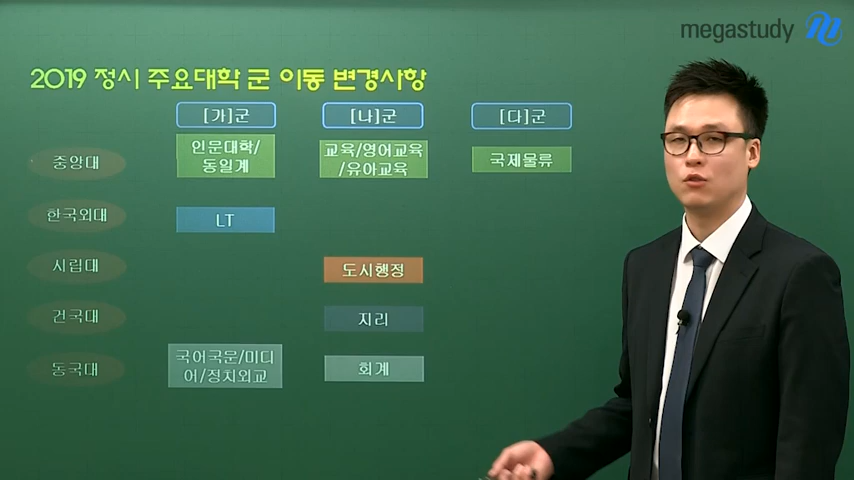 megastudy
2019 정시 주요대학 군 이동 변경사항
[가]군 [나]군 [다]군
중앙대 인문대학/ 교육/영어교육 국제물류
동일계 /유아교육
한국외대 LT
시립대 도시행정
건국대 지리
동국대 국어국문/미디 회계
어/정치외교